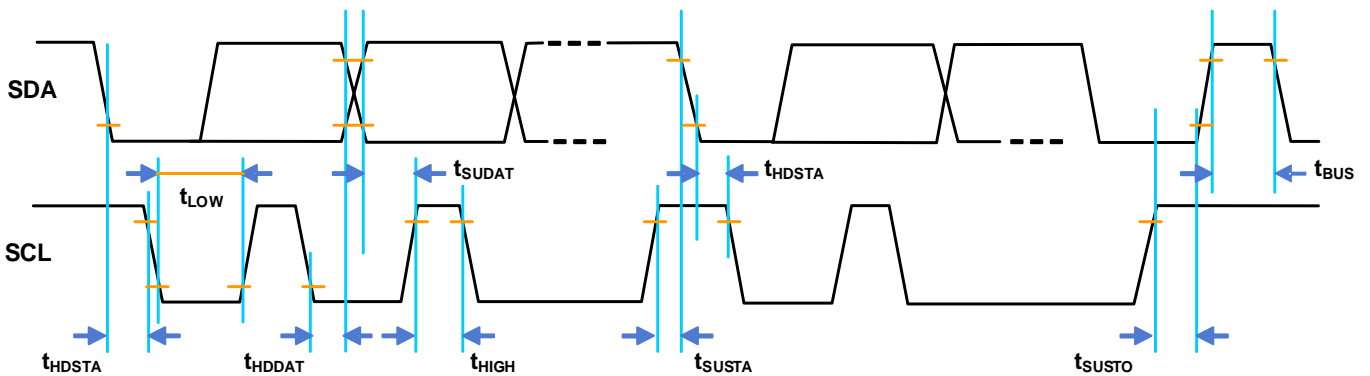 SDA
tSUDAT
tHDSTA
tBUS
tLOW
SCL
tHDSTA
tHDDAT
tHIGH
tSUSTA
tSUSTO